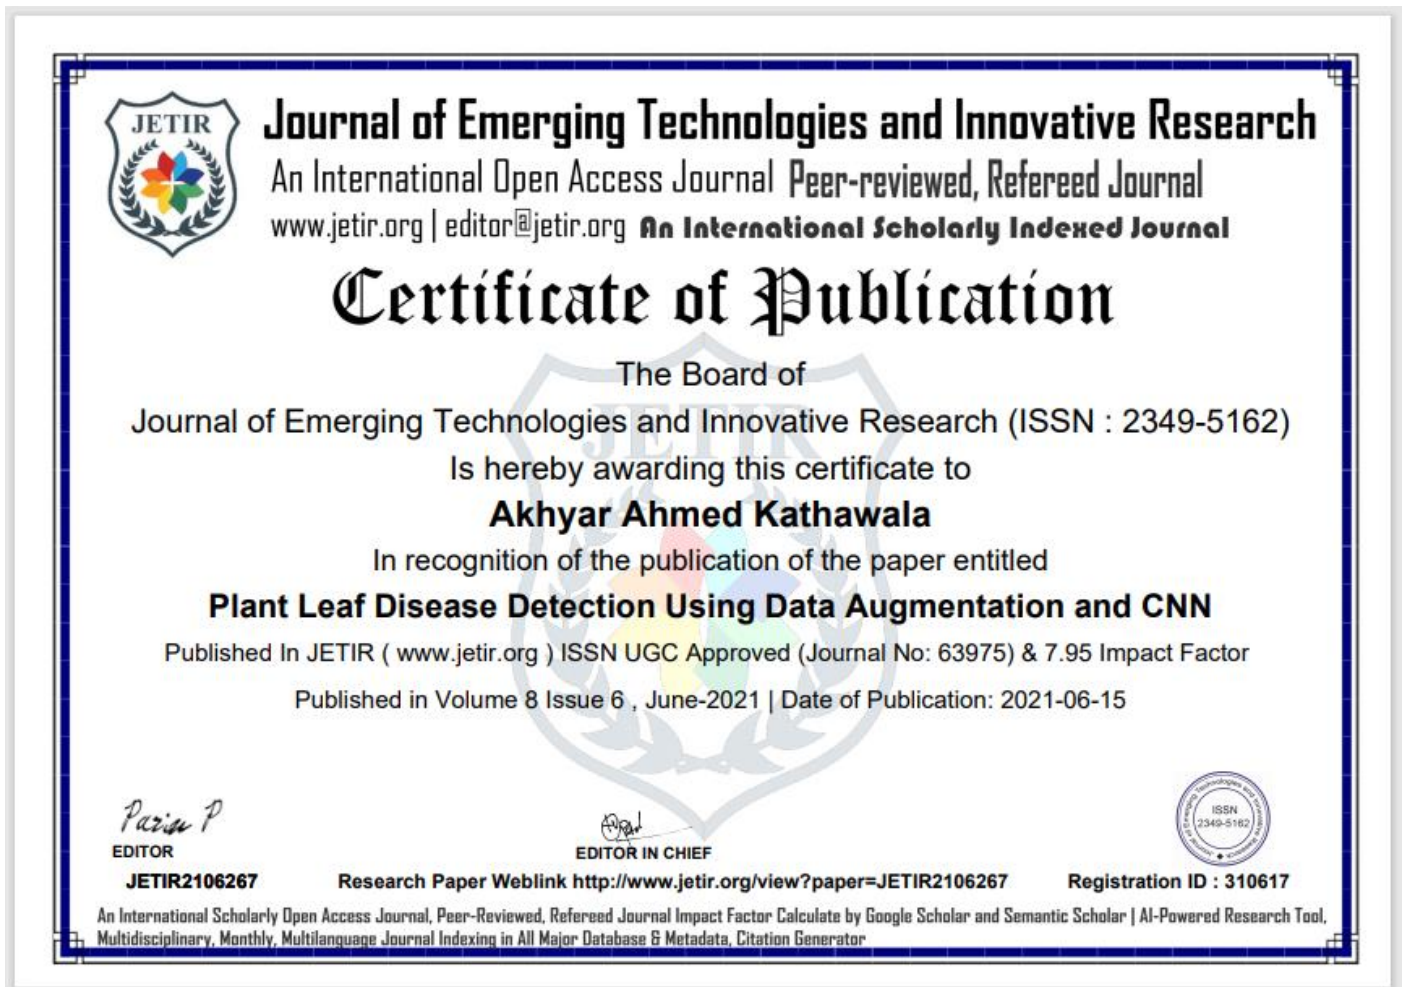 JETIR
Journal of Emerging Technologies and Innovative Research
An International Open Access Journal Peer-reviewed, Refereed Journal
www.jetir.org | editor@jetir.org An International Scholarly Indexed Journal
Certificate of Publication
The Board of
Journal of Emerging Technologies and Innovative Research (ISSN : 2349-5162)
Is hereby awarding this certificate to
Akhyar Ahmed Kathawala
In recognition of the publication of the paper entitled
Plant Leaf Disease Detection Using Data Augmentation and CNN
Published In JETIR ( www.jetir.org ) ISSN UGC Approved (Journal No: 63975) & 7.95 Impact Factor
Published in Volume 8 Issue 6 , June-2021 | Date of Publication: 2021-06-15
JETIR
EDITOR
EDITOR IN CHIEF
Journal of Emerging Technologies and Innovative Research
ISSN
2349-5162
JETIR2106267 Research Paper Weblink http://www.jetir.org/view?paper=JETIR2106267 Registration ID : 310617
An International Scholarly Open Access Journal, Peer-Reviewed, Refereed Journal Impact Factor Calculate by Google Scholar and Semantic Scholar | AI-Powered Research Tool,
Multidisciplinary, Monthly, Multilanguage Journal Indexing in All Major Database & Metadata, Citation Generator